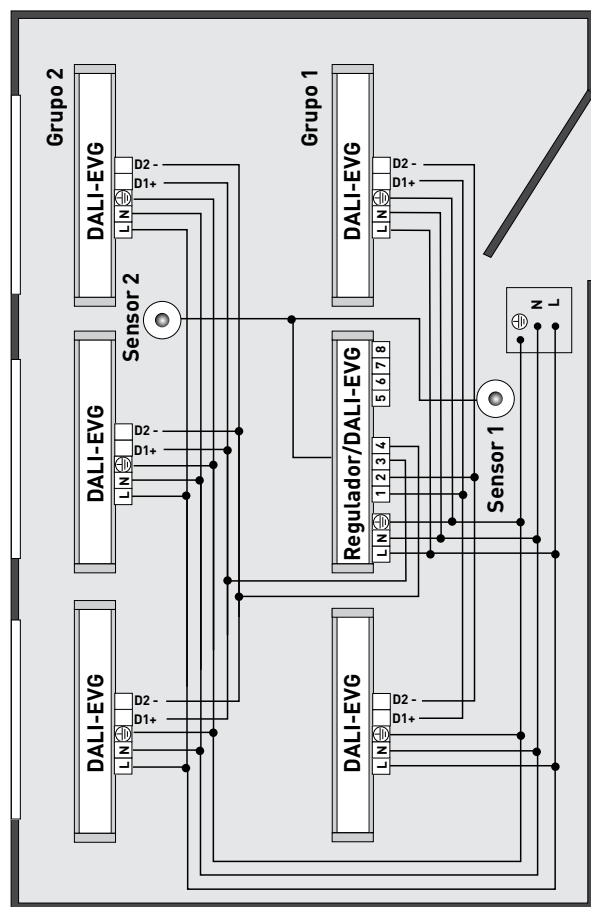 Grupo 2
DALI-EVG
D2 -
D1+
N
L
Grupo 1
DALI-EVG
D2 -
D1+
N
L
N
L
Sensor 2
DALI-EVG
D2 -
D1+
N
L
Regulador/DALI-EVG
8
7
6
5
4
3
2
1
N
L
Sensor 1
DALI-EVG
D2 -
D1+
N
L
DALI-EVG
D2 -
D1+
N
L